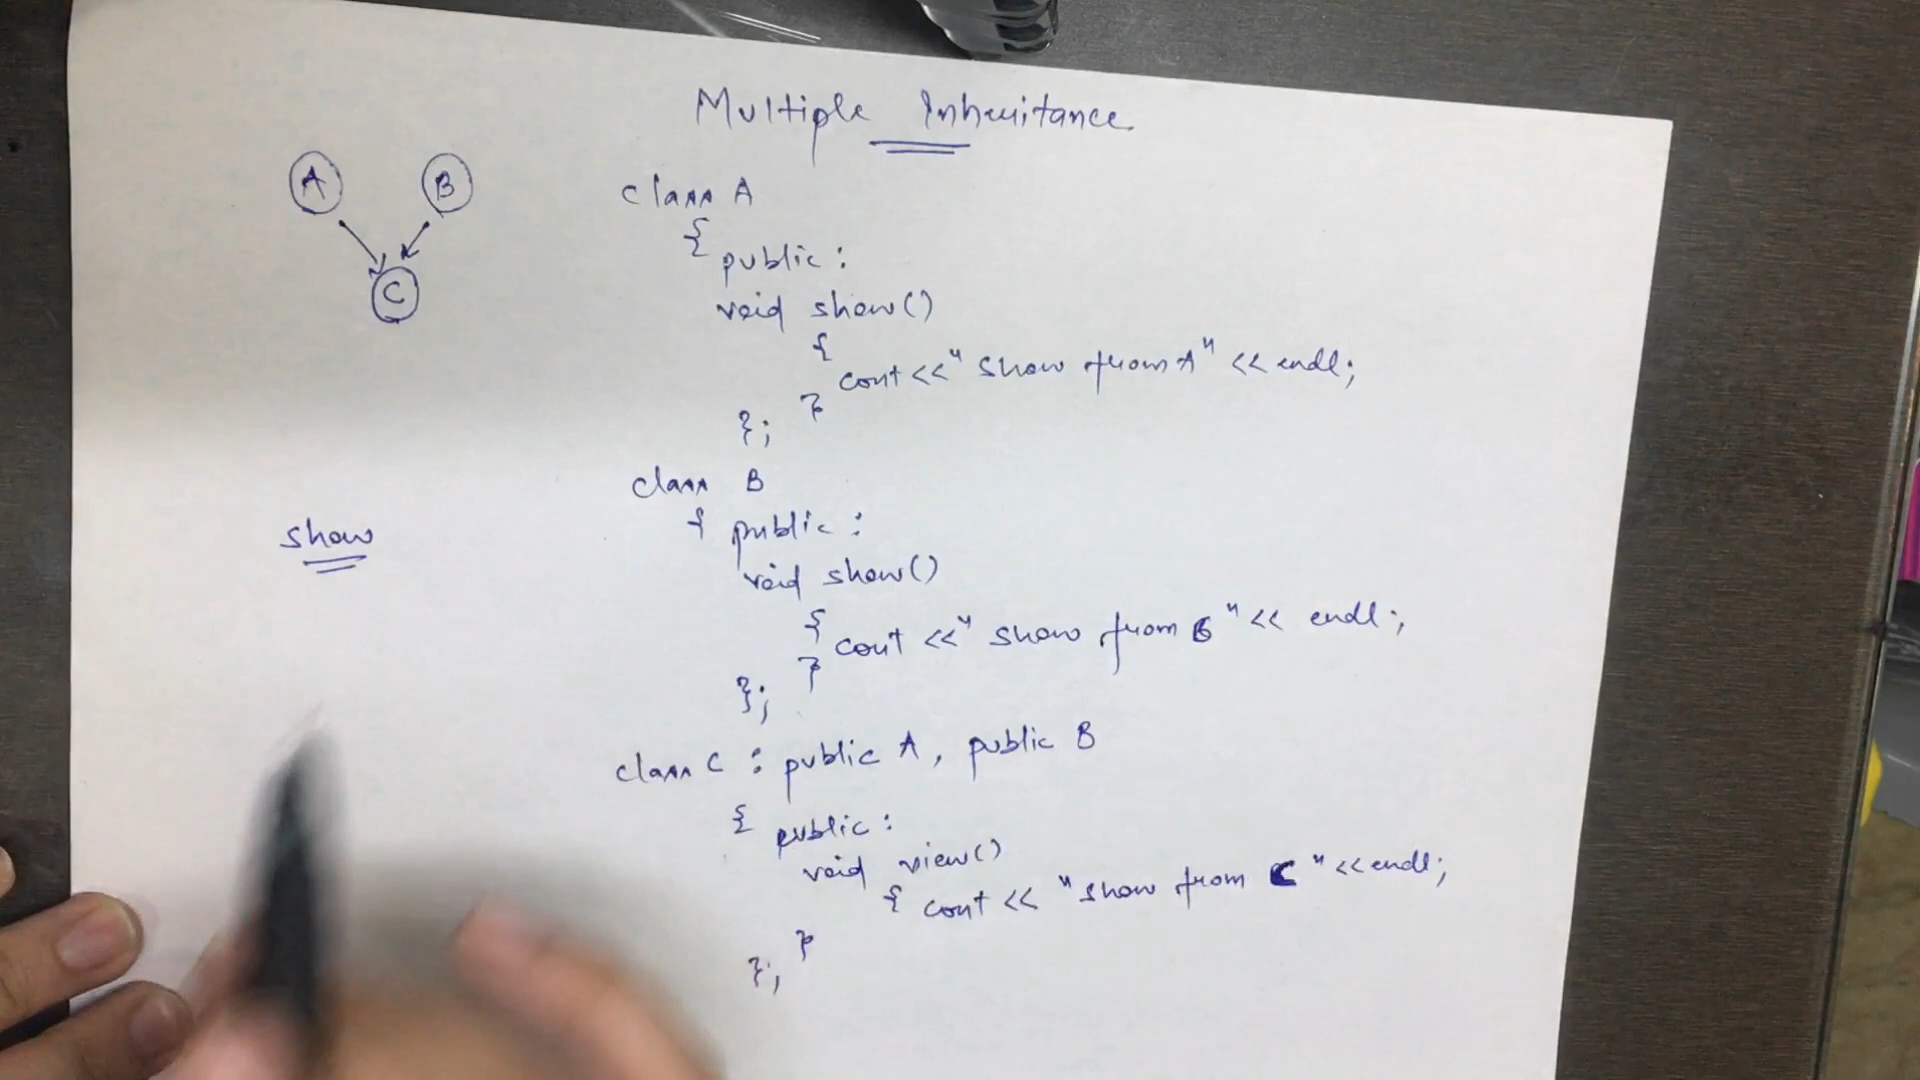 Multiple Inheritance
A B
C
class A
{ public:
void show()
{
cout << "show from A" << endl;
}
};
class B
{ public:
show
void show()
{
cout << "show from B" << endl;
}
};
class C : public A, public B
{ public:
void view()
{ cout << "show from C" << endl;
}
};